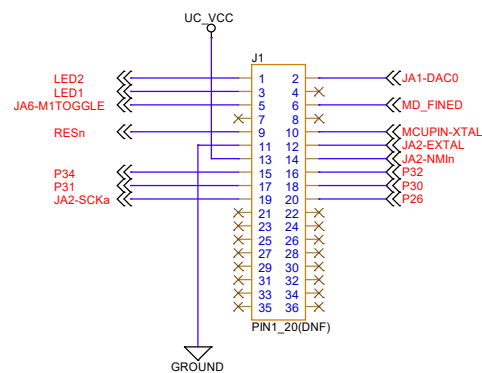 UC_VCC
J1
LED2 1 2 JA1-DAC0
LED1 3 4
JA6-M1TOGGLE 5 6 MD_FINED
7 8
RESn 9 10 MCUPIN-XTAL
11 12 JA2-EXTAL
13 14 JA2-NMIn
P34 15 16 P32
P31 17 18 P30
JA2-SCKa 19 20 P26
21 22
23 24
25 26
27 28
29 30
31 32
33 34
35 36
PIN1_20(DNF)
GROUND